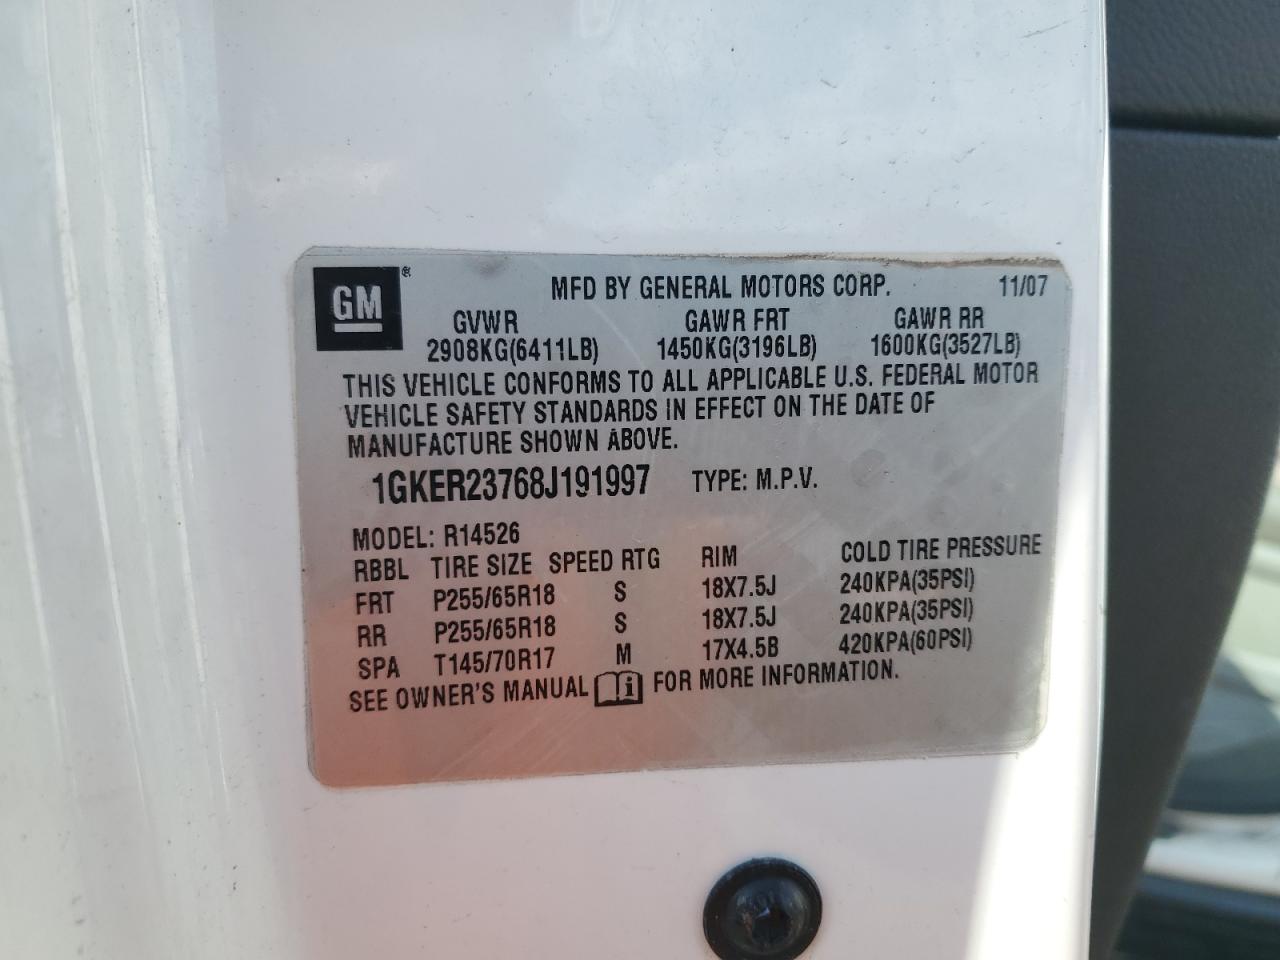 GM ®
MFD BY GENERAL MOTORS CORP. 11/07
GVWR GAWR FRT GAWR RR
2908KG(6411LB) 1450KG(3196LB) 1600KG(3527LB)
THIS VEHICLE CONFORMS TO ALL APPLICABLE U.S. FEDERAL MOTOR
VEHICLE SAFETY STANDARDS IN EFFECT ON THE DATE OF
MANUFACTURE SHOWN ABOVE.
1GKER23768J191997 TYPE: M.P.V.
MODEL: R14526
RBBL TIRE SIZE SPEED RTG RIM COLD TIRE PRESSURE
FRT P255/65R18 S 18X7.5J 240KPA(35PSI)
RR P255/65R18 S 18X7.5J 240KPA(35PSI)
SPA T145/70R17 M 17X4.5B 420KPA(60PSI)
SEE OWNER'S MANUAL i FOR MORE INFORMATION.